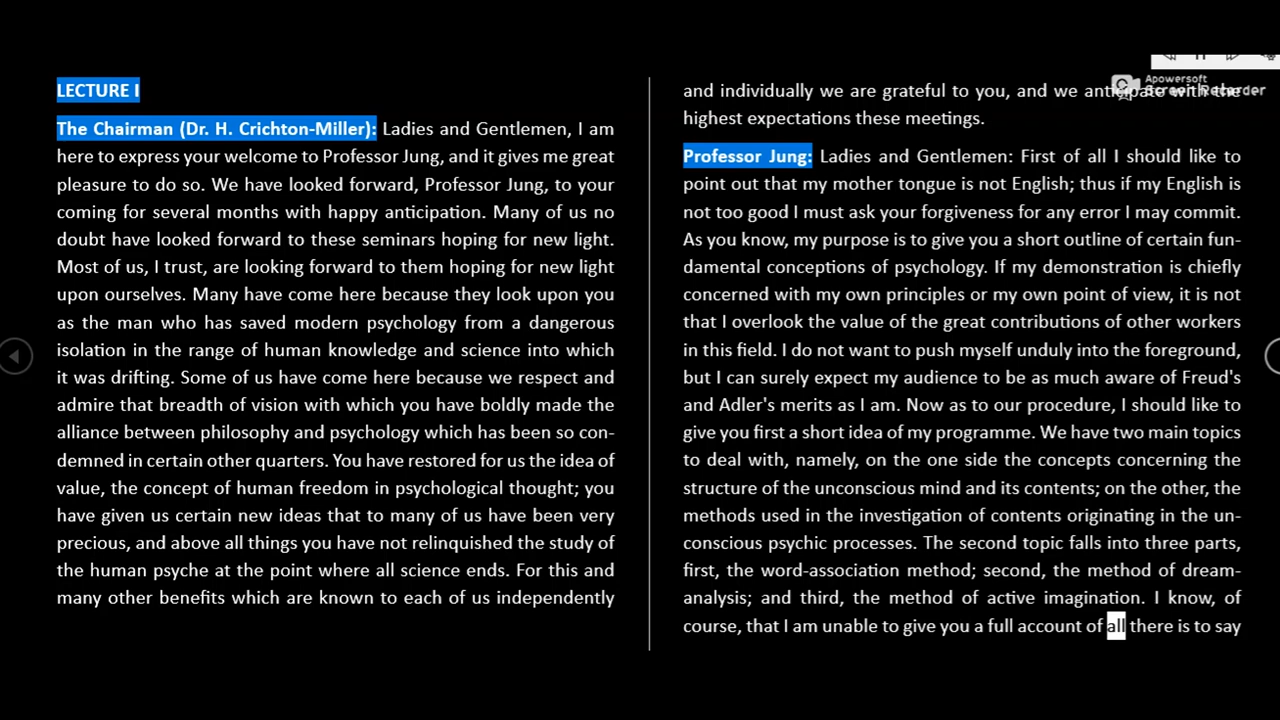 LECTURE I
The Chairman (Dr. H. Crichton-Miller): Ladies and Gentlemen, I am
here to express your welcome to Professor Jung, and it gives me great
pleasure to do so. We have looked forward, Professor Jung, to your
coming for several months with happy anticipation. Many of us no
doubt have looked forward to these seminars hoping for new light.
Most of us, I trust, are looking forward to them hoping for new light
upon ourselves. Many have come here because they look upon you
as the man who has saved modern psychology from a dangerous
isolation in the range of human knowledge and science into which
it was drifting. Some of us have come here because we respect and
admire that breadth of vision with which you have boldly made the
alliance between philosophy and psychology which has been so con-
demned in certain other quarters. You have restored for us the idea of
value, the concept of human freedom in psychological thought; you
have given us certain new ideas that to many of us have been very
precious, and above all things you have not relinquished the study of
the human psyche at the point where all science ends. For this and
many other benefits which are known to each of us independently
and individually we are grateful to you, and we anticipate with the
highest expectations these meetings.
Professor Jung: Ladies and Gentlemen: First of all I should like to
point out that my mother tongue is not English; thus if my English is
not too good I must ask your forgiveness for any error I may commit.
As you know, my purpose is to give you a short outline of certain fun-
damental conceptions of psychology. If my demonstration is chiefly
concerned with my own principles or my own point of view, it is not
that I overlook the value of the great contributions of other workers
in this field. I do not want to push myself unduly into the foreground,
but I can surely expect my audience to be as much aware of Freud's
and Adler's merits as I am. Now as to our procedure, I should like to
give you first a short idea of my programme. We have two main topics
to deal with, namely, on the one side the concepts concerning the
structure of the unconscious mind and its contents; on the other, the
methods used in the investigation of contents originating in the un-
conscious psychic processes. The second topic falls into three parts,
first, the word-association method; second, the method of dream-
analysis; and third, the method of active imagination. I know, of
course, that I am unable to give you a full account of all there is to say
Apowersoft
Screen Recorder